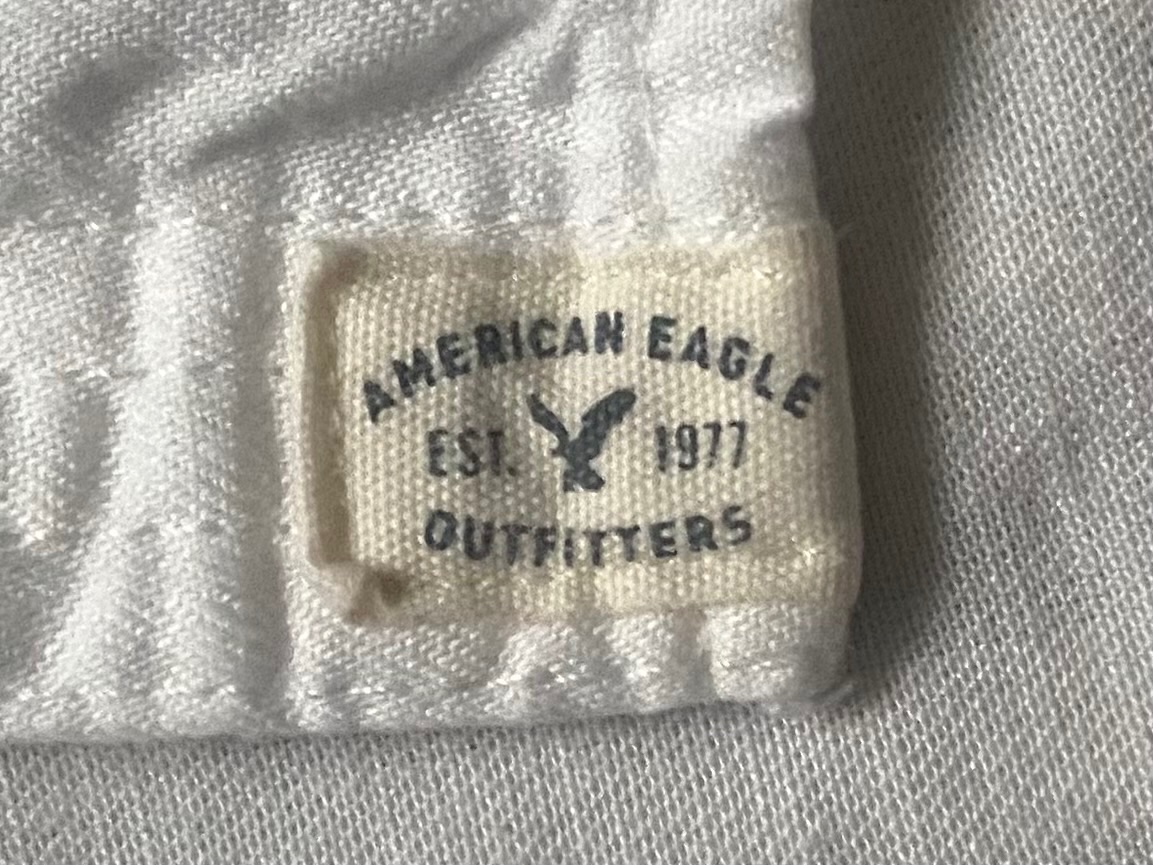 AMERICAN EAGLE
EST. 1977
OUTFITTERS